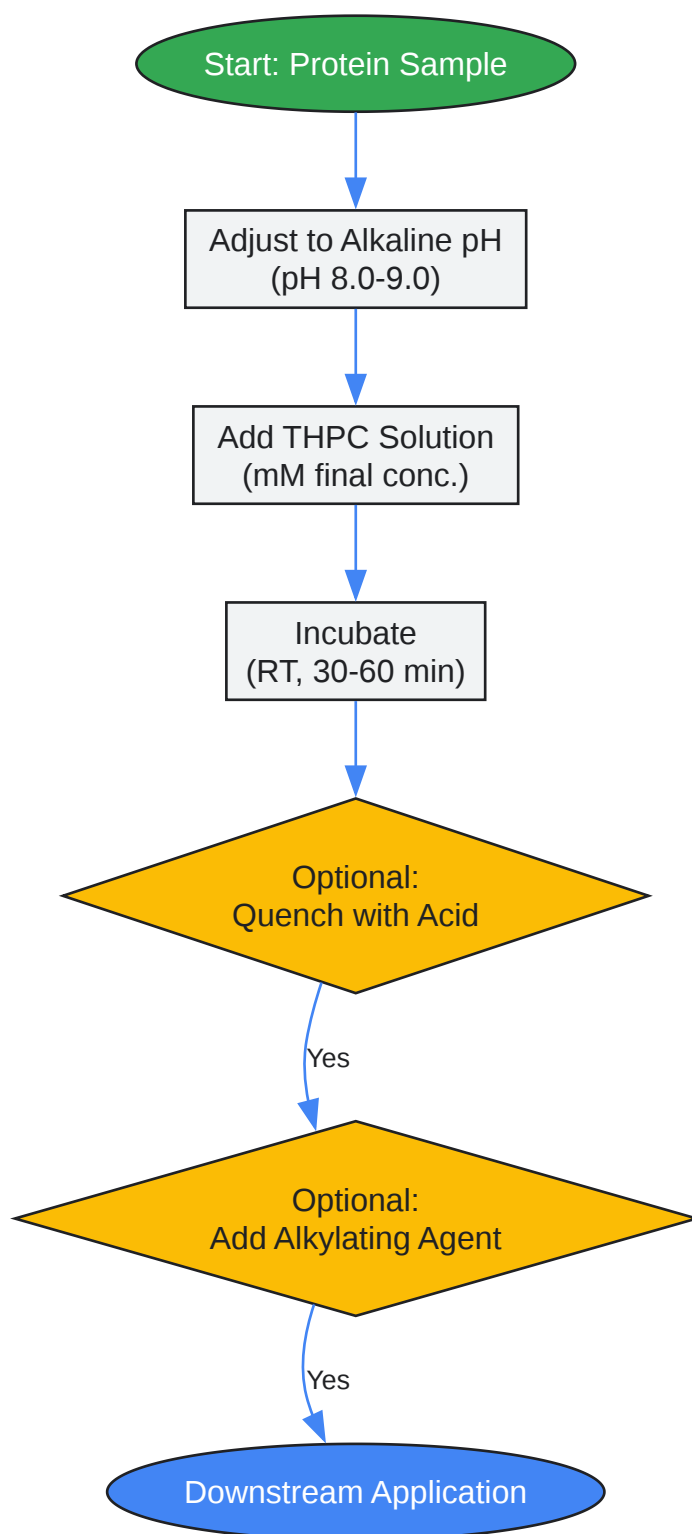 Start: Protein Sample
Adjust to Alkaline pH
(pH 8.0-9.0)
Add THPC Solution
(mM final conc.)
Incubate
(RT, 30-60 min)
Optional:
Quench with Acid
Yes
Optional:
Add Alkylating Agent
Yes
Downstream Application